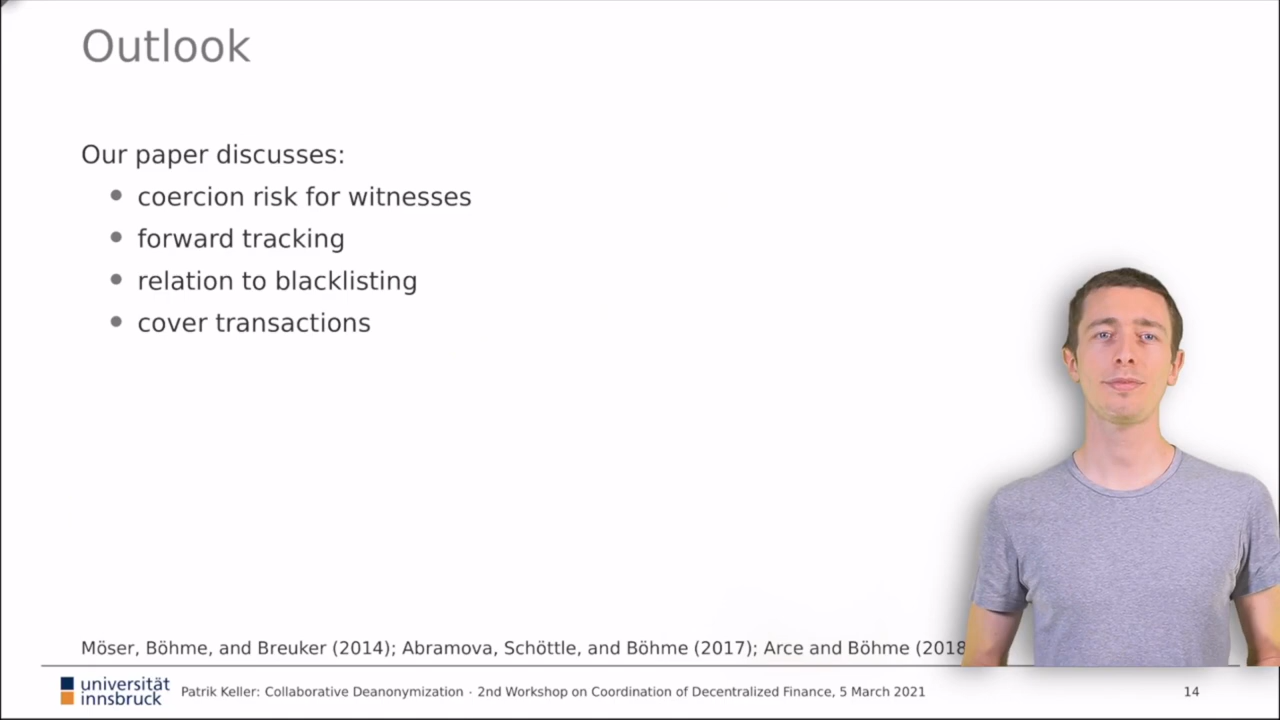 Outlook
Our paper discusses:
• coercion risk for witnesses
• forward tracking
• relation to blacklisting
• cover transactions
Möser, Böhme, and Breuker (2014); Abramova, Schöttle, and Böhme (2017); Arce and Böhme (2018
universität
innsbruck
Patrik Keller: Collaborative Deanonymization · 2nd Workshop on Coordination of Decentralized Finance, 5 March 2021
14